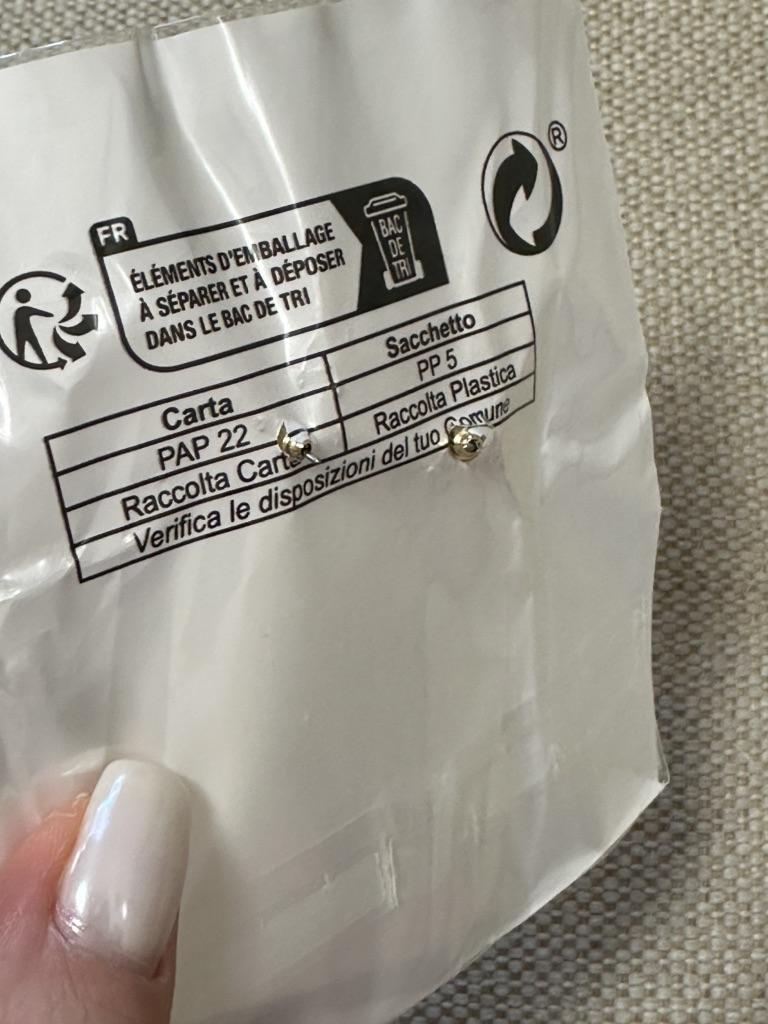 ®
FR
ÉLÉMENTS D'EMBALLAGE
À SÉPARER ET À DÉPOSER
DANS LE BAC DE TRI
BAC
DE
TRI
Carta
Sacchetto
PAP 22
PP 5
Raccolta Carta
Raccolta Plastica
Verifica le disposizioni del tuo Comune